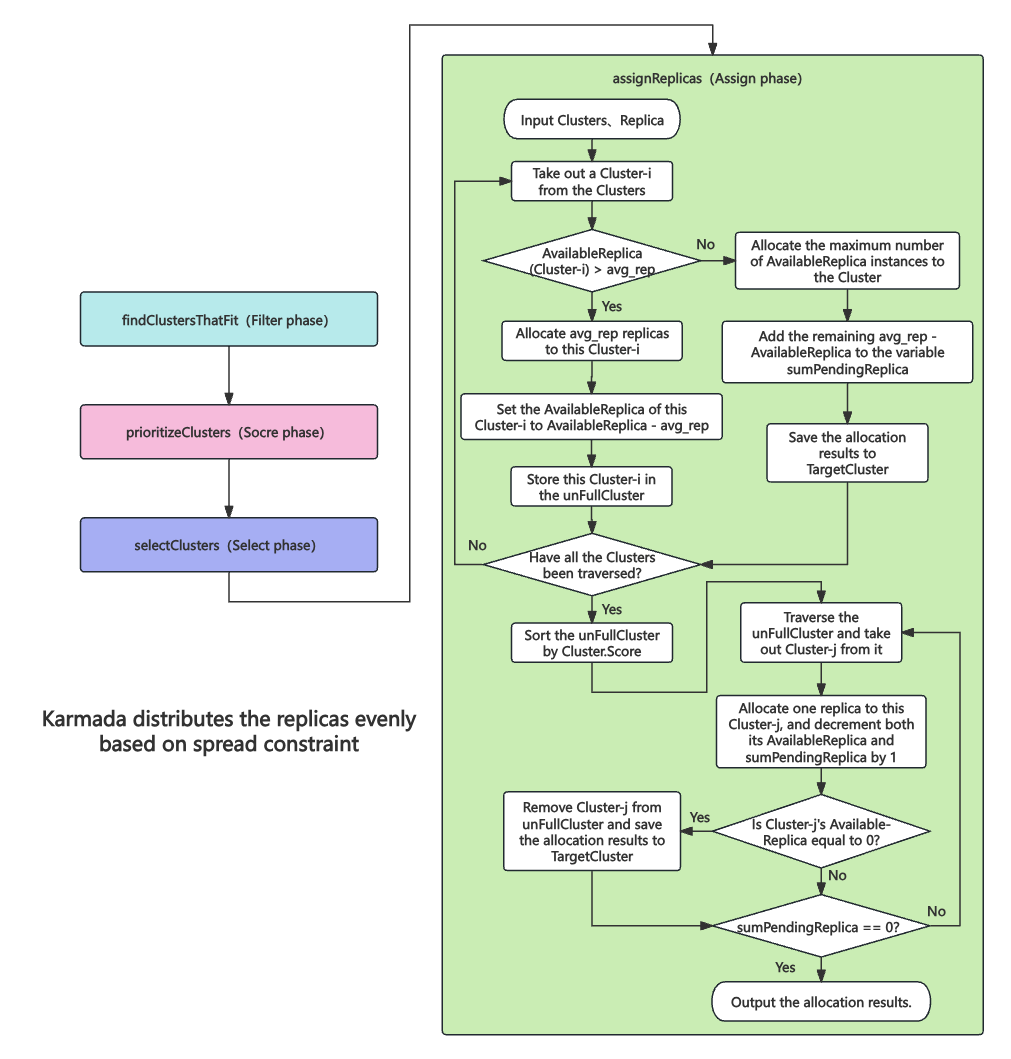 findClustersThatFit (Filter phase)
prioritizeClusters (Socre phase)
selectClusters (Select phase)
Karmada distributes the replicas evenly
based on spread constraint
assignReplicas (Assign phase)
Input Clusters、Replica
Take out a Cluster-i
from the Clusters
AvailableReplica
(Cluster-i) > avg_rep
No
Allocate the maximum number
of AvailableReplica instances to
the Cluster
Yes
Allocate avg_rep replicas
to this Cluster-i
Add the remaining avg_rep -
AvailableReplica to the variable
sumPendingReplica
Set the AvailableReplica of this
Cluster-i to AvailableReplica - avg_rep
Save the allocation
results to
TargetCluster
Store this Cluster-i in
the unFullCluster
No
Have all the Clusters
been traversed?
Yes
Sort the unFullCluster
by Cluster.Score
Traverse the
unFullCluster and take
out Cluster-j from it
Allocate one replica to this
Cluster-j, and decrement both
its AvailableReplica and
sumPendingReplica by 1
Is Cluster-j's Available-
Replica equal to 0?
Yes
Remove Cluster-j from
unFullCluster and save
the allocation results to
TargetCluster
No
sumPendingReplica == 0?
No
Yes
Output the allocation results.